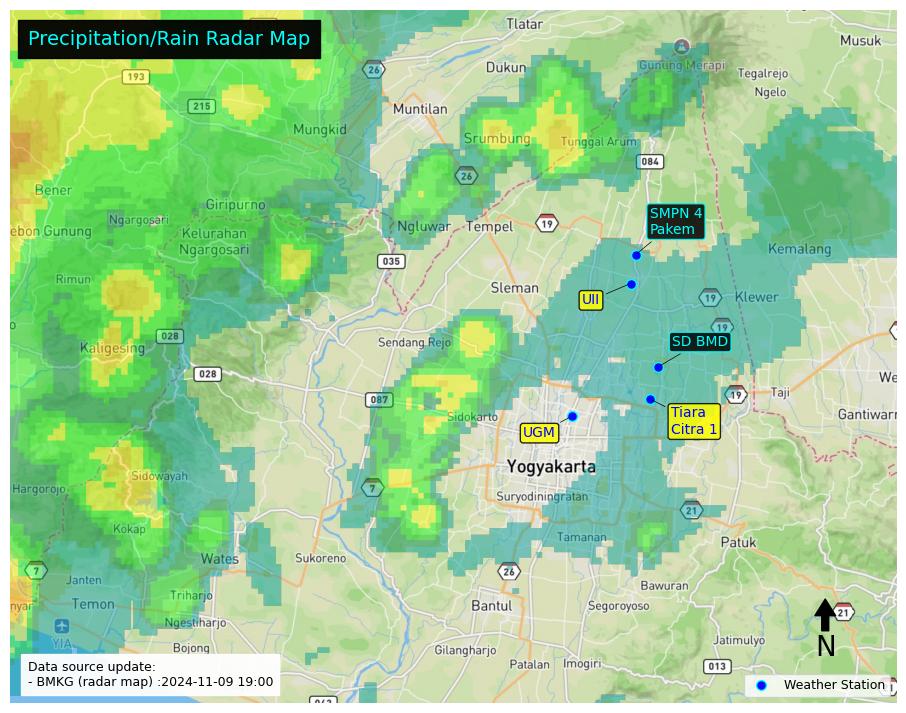 Precipitation/Rain Radar Map
Tlatar
Musuk
26
193
Dukun
Gunung Merapi
Tegalrejo
Ngelo
215
Muntilan
Mungkid
Srumbung
Tunggal Arum
084
26
Bener
Giripurno
Ngargosari
ebon Gunung
Kelurahan
Ngargosari
Ngluwar
Tempel
19
SMPN 4
Pakem
Kemalang
035
Rimun
Sleman
UII
19
Klewer
19
028
Kaligesing
Sendang Rejo
SD BMD
028
087
19
Taji
We
Sidokarto
Tiara
Citra 1
Gantiwarn
UGM
Yogyakarta
Sidowayah
Hargorojo
7
Suryodiningratan
21
Kokap
Tamanan
Patuk
Wates
Sukoreno
7
26
Janten
Bawuran
Temon
Triharjo
Bantul
Segoroyoso
nyar
Ngestiharjo
21
YIA
N
Bojong
Gilangharjo
Jatimulyo
Patalan
Imogiri
013
Data source update:
- BMKG (radar map) :2024-11-09 19:00
Weather Station